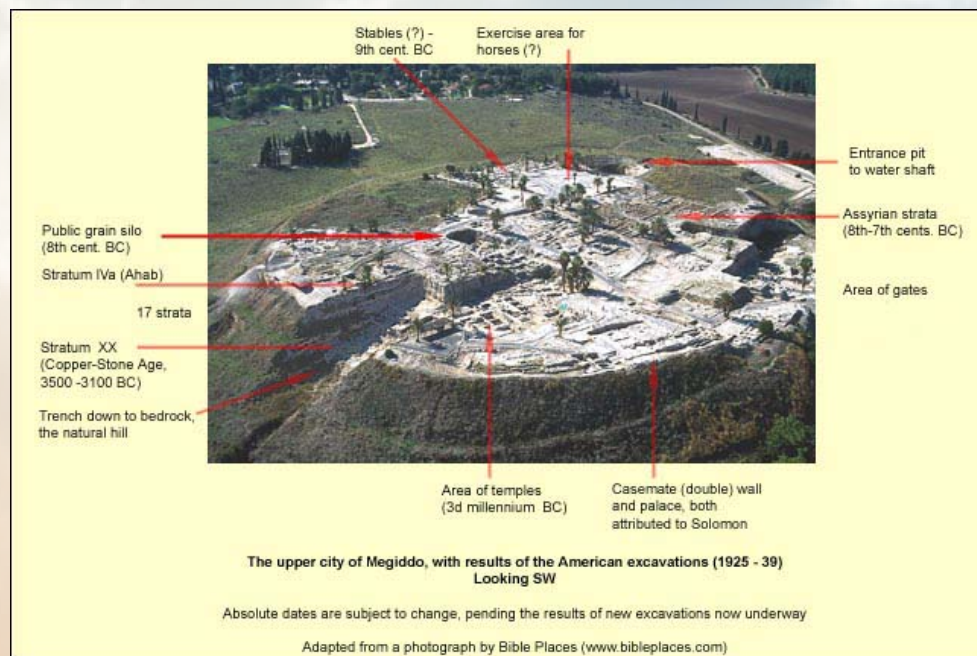 Stables (?) -
9th cent. BC
Exercise area for
horses (?)
Entrance pit
to water shaft
Public grain silo
(8th cent. BC)
Assyrian strata
(8th-7th cents. BC)
Stratum IVa (Ahab)
Area of gates
17 strata
Stratum XX
(Copper-Stone Age,
3500 -3100 BC)
Trench down to bedrock,
the natural hill
Area of temples
(3d millennium BC)
Casemate (double) wall
and palace, both
attributed to Solomon
The upper city of Megiddo, with results of the American excavations (1925 - 39)
Looking SW
Absolute dates are subject to change, pending the results of new excavations now underway
Adapted from a photograph by Bible Places (www.bibleplaces.com)